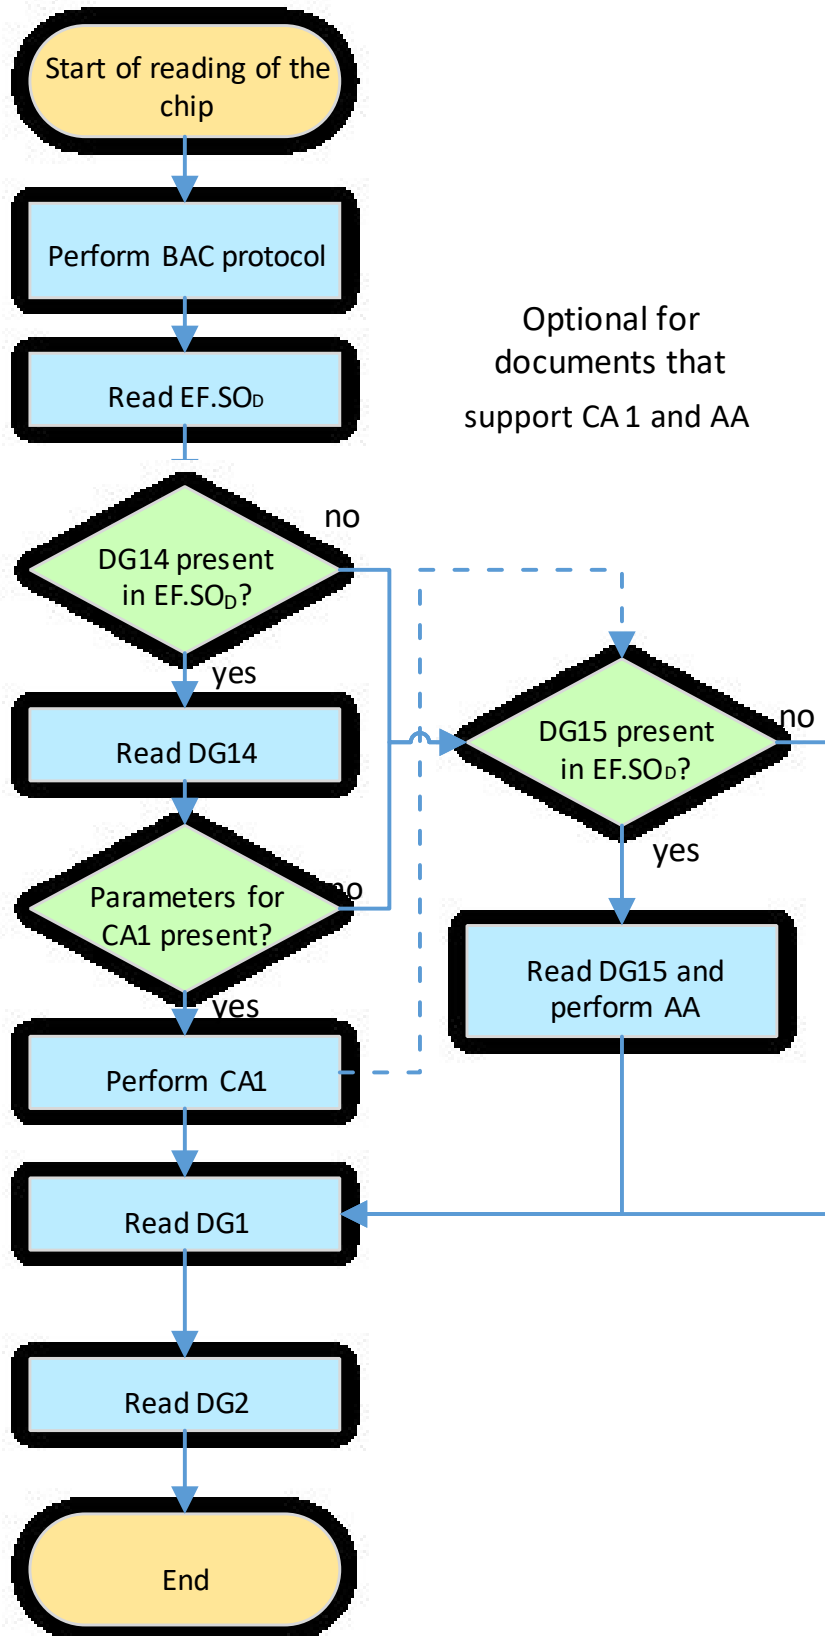 Start of reading of the
chip
Perform BAC protocol
Optional for
documents that
support CA 1 and AA
Read EF.SOD
no
DG14 present
in EF.SOD?
yes
Read DG14
DG15 present
in EF.SOD?
no
yes
Parameters for
CA1 present?
no
yes
Read DG15 and
perform AA
Perform CA1
Read DG1
Read DG2
End